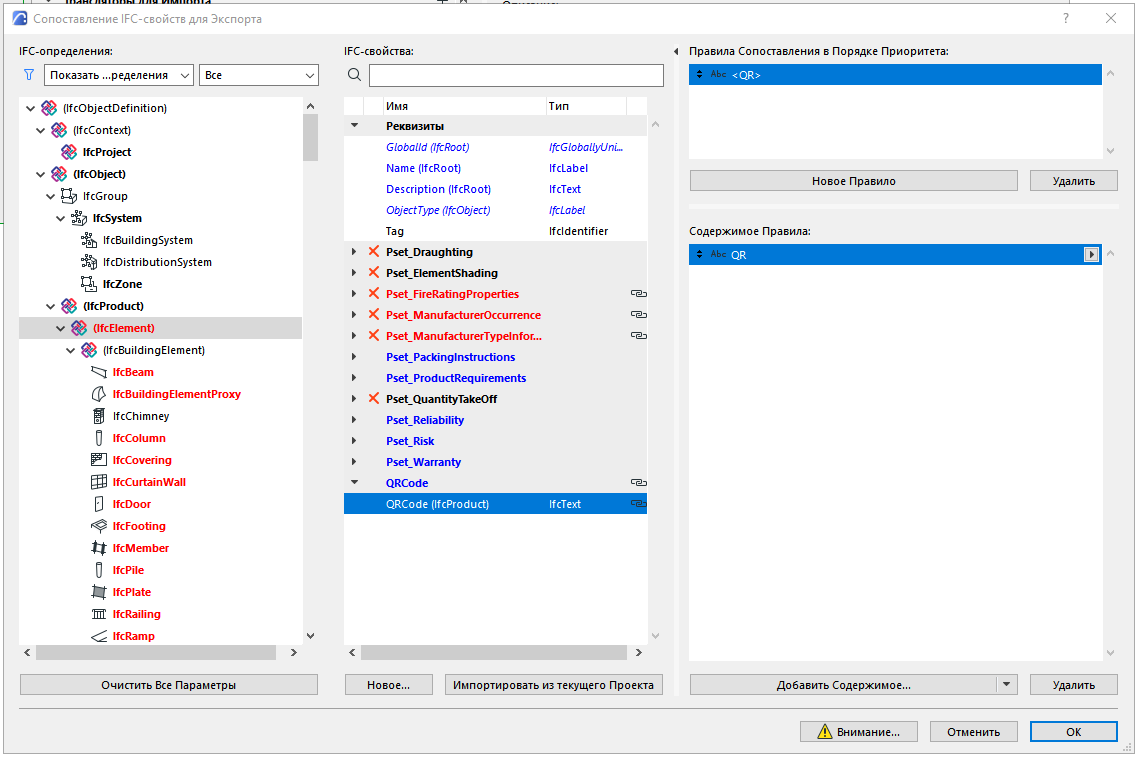 Трансляторы для Импорта
Описание:
Сопоставление IFC-свойств для Экспорта
?
IFC-определения:
Показать ...ределения
Все
(IfcObjectDefinition)
(IfcContext)
IfcProject
(IfcObject)
IfcGroup
IfcSystem
IfcBuildingSystem
IfcDistributionSystem
IfcZone
(IfcProduct)
(IfcElement)
(IfcBuildingElement)
IfcBeam
IfcBuildingElementProxy
IfcChimney
IfcColumn
IfcCovering
IfcCurtainWall
IfcDoor
IfcFooting
IfcMember
IfcPile
IfcPlate
IfcRailing
IfcRamp
Очистить Все Параметры
IFC-свойства:
Имя Тип
Реквизиты
GlobalId (IfcRoot) IfcGloballyUni...
Name (IfcRoot) IfcLabel
Description (IfcRoot) IfcText
ObjectType (IfcObject) IfcLabel
Tag IfcIdentifier
Pset_Draughting
Pset_ElementShading
Pset_FireRatingProperties
Pset_ManufacturerOccurrence
Pset_ManufacturerTypeInfor...
Pset_PackingInstructions
Pset_ProductRequirements
Pset_QuantityTakeOff
Pset_Reliability
Pset_Risk
Pset_Warranty
QRCode
QRCode (IfcProduct) IfcText
Новое... Импортировать из текущего Проекта
Правила Сопоставления в Порядке Приоритета:
Abc <QR>
Новое Правило Удалить
Содержимое Правила:
Abc QR
Добавить Содержимое... Удалить
Внимание... Отменить OK